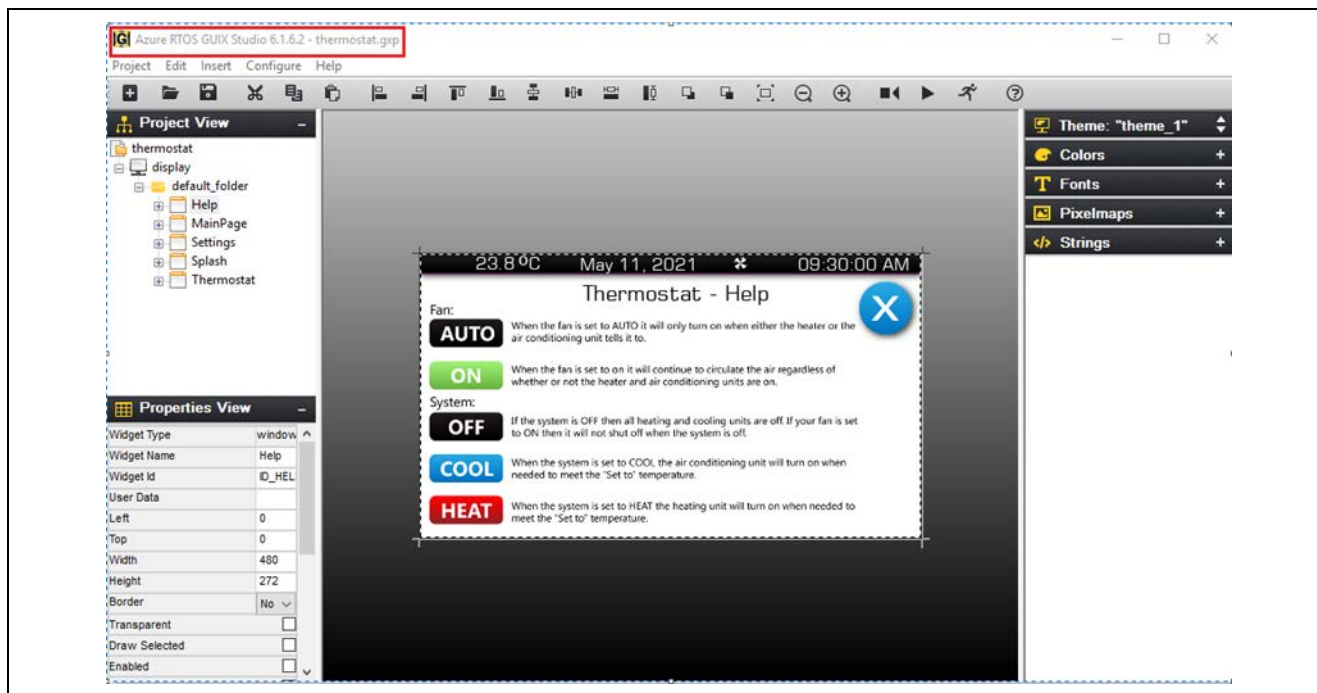 Azure RTOS GUIX Studio 6.1.6.2 - thermostat.gxp
Project Edit Insert Configure Help
Project View
thermostat
display
default_folder
Help
MainPage
Settings
Splash
Thermostat
Properties View
Widget Type window
Widget Name Help
Widget Id ID_HEL
User Data
Left 0
Top 0
Width 480
Height 272
Border No
Transparent
Draw Selected
Enabled
23.8ºC May 11, 2021 09:30:00 AM
Thermostat - Help
X
Fan:
AUTO When the fan is set to AUTO it will only turn on when either the heater or the
air conditioning unit tells it to.
ON When the fan is set to on it will continue to circulate the air regardless of
whether or not the heater and air conditioning units are on.
System:
OFF If the system is OFF then all heating and cooling units are off. If your fan is set
to ON then it will not shut off when the system is off.
COOL When the system is set to COOL the air conditioning unit will turn on when
needed to meet the "Set to" temperature.
HEAT When the system is set to HEAT the heating unit will turn on when needed to
meet the "Set to" temperature.
Theme: "theme_1"
Colors
Fonts
Pixelmaps
Strings